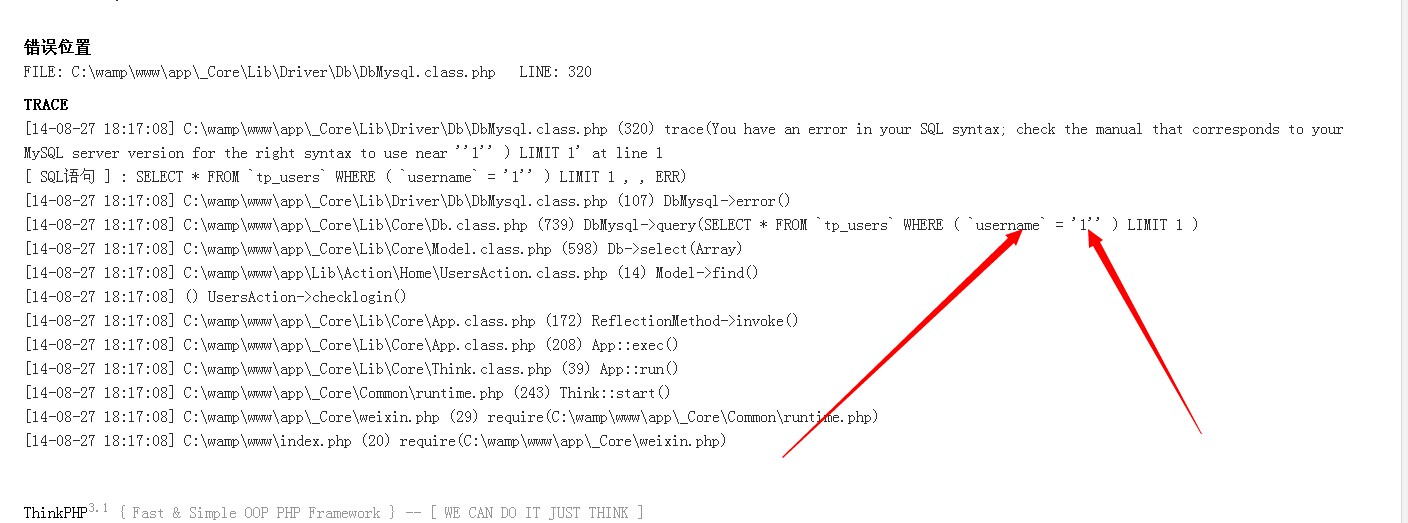 错误位置
FILE: C:\wamp\www\app\_Core\Lib\Driver\Db\DbMysql.class.php LINE: 320
TRACE
[14-08-27 18:17:08] C:\wamp\www\app\_Core\Lib\Driver\Db\DbMysql.class.php (320) trace(You have an error in your SQL syntax; check the manual that corresponds to your
MySQL server version for the right syntax to use near ''1'' ) LIMIT 1' at line 1
[ SQL语句 ] : SELECT * FROM `tp_users` WHERE ( `username` = '1'' ) LIMIT 1 , , ERR)
[14-08-27 18:17:08] C:\wamp\www\app\_Core\Lib\Driver\Db\DbMysql.class.php (107) DbMysql->error()
[14-08-27 18:17:08] C:\wamp\www\app\_Core\Lib\Core\Db.class.php (739) DbMysql->query(SELECT * FROM `tp_users` WHERE ( `username` = '1'' ) LIMIT 1 )
[14-08-27 18:17:08] C:\wamp\www\app\_Core\Lib\Core\Model.class.php (598) Db->select(Array)
[14-08-27 18:17:08] C:\wamp\www\app\Lib\Action\Home\UsersAction.class.php (14) Model->find()
[14-08-27 18:17:08] () UsersAction->checklogin()
[14-08-27 18:17:08] C:\wamp\www\app\_Core\Lib\Core\App.class.php (172) ReflectionMethod->invoke()
[14-08-27 18:17:08] C:\wamp\www\app\_Core\Lib\Core\App.class.php (208) App::exec()
[14-08-27 18:17:08] C:\wamp\www\app\_Core\Lib\Core\Think.class.php (39) App::run()
[14-08-27 18:17:08] C:\wamp\www\app\_Core\Common\runtime.php (243) Think::start()
[14-08-27 18:17:08] C:\wamp\www\app\_Core\weixin.php (29) require(C:\wamp\www\app\_Core\Common\runtime.php)
[14-08-27 18:17:08] C:\wamp\www\index.php (20) require(C:\wamp\www\app\_Core\weixin.php)
ThinkPHP3.1 { Fast & Simple OOP PHP Framework } -- [ WE CAN DO IT JUST THINK ]